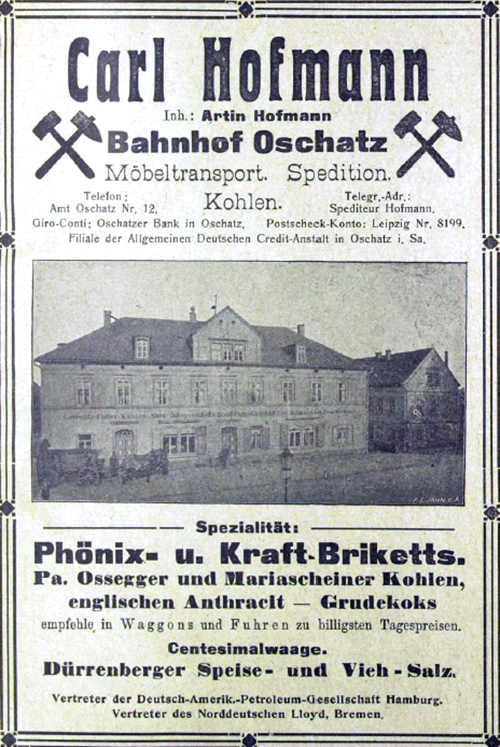 Carl Hofmann
Inh.: Artin Hofmann
Bahnhof Oschatz
Möbeltransport. Spedition.
Kohlen.
Telefon:
Amt Oschatz Nr. 12.
Telegr.-Adr.:
Spediteur Hofmann.
Giro-Conti: Oschatzer Bank in Oschatz. Postscheck-Konto: Leipzig Nr. 8199.
Filiale der Allgemeinen Deutschen Credit-Anstalt in Oschatz i. Sa.
Spezialität:
Phönix- u. Kraft-Briketts.
Pa. Ossegger und Mariascheiner Kohlen,
englischen Anthracit — Grudekoks
empfehle in Waggons und Fuhren zu billigsten Tagespreisen.
Centesimalwaage.
Dürrenberger Speise- und Vieh-Salz.
Vertreter der Deutsch-Amerik.-Petroleum-Gesellschaft Hamburg.
Vertreter des Norddeutschen Lloyd, Bremen.